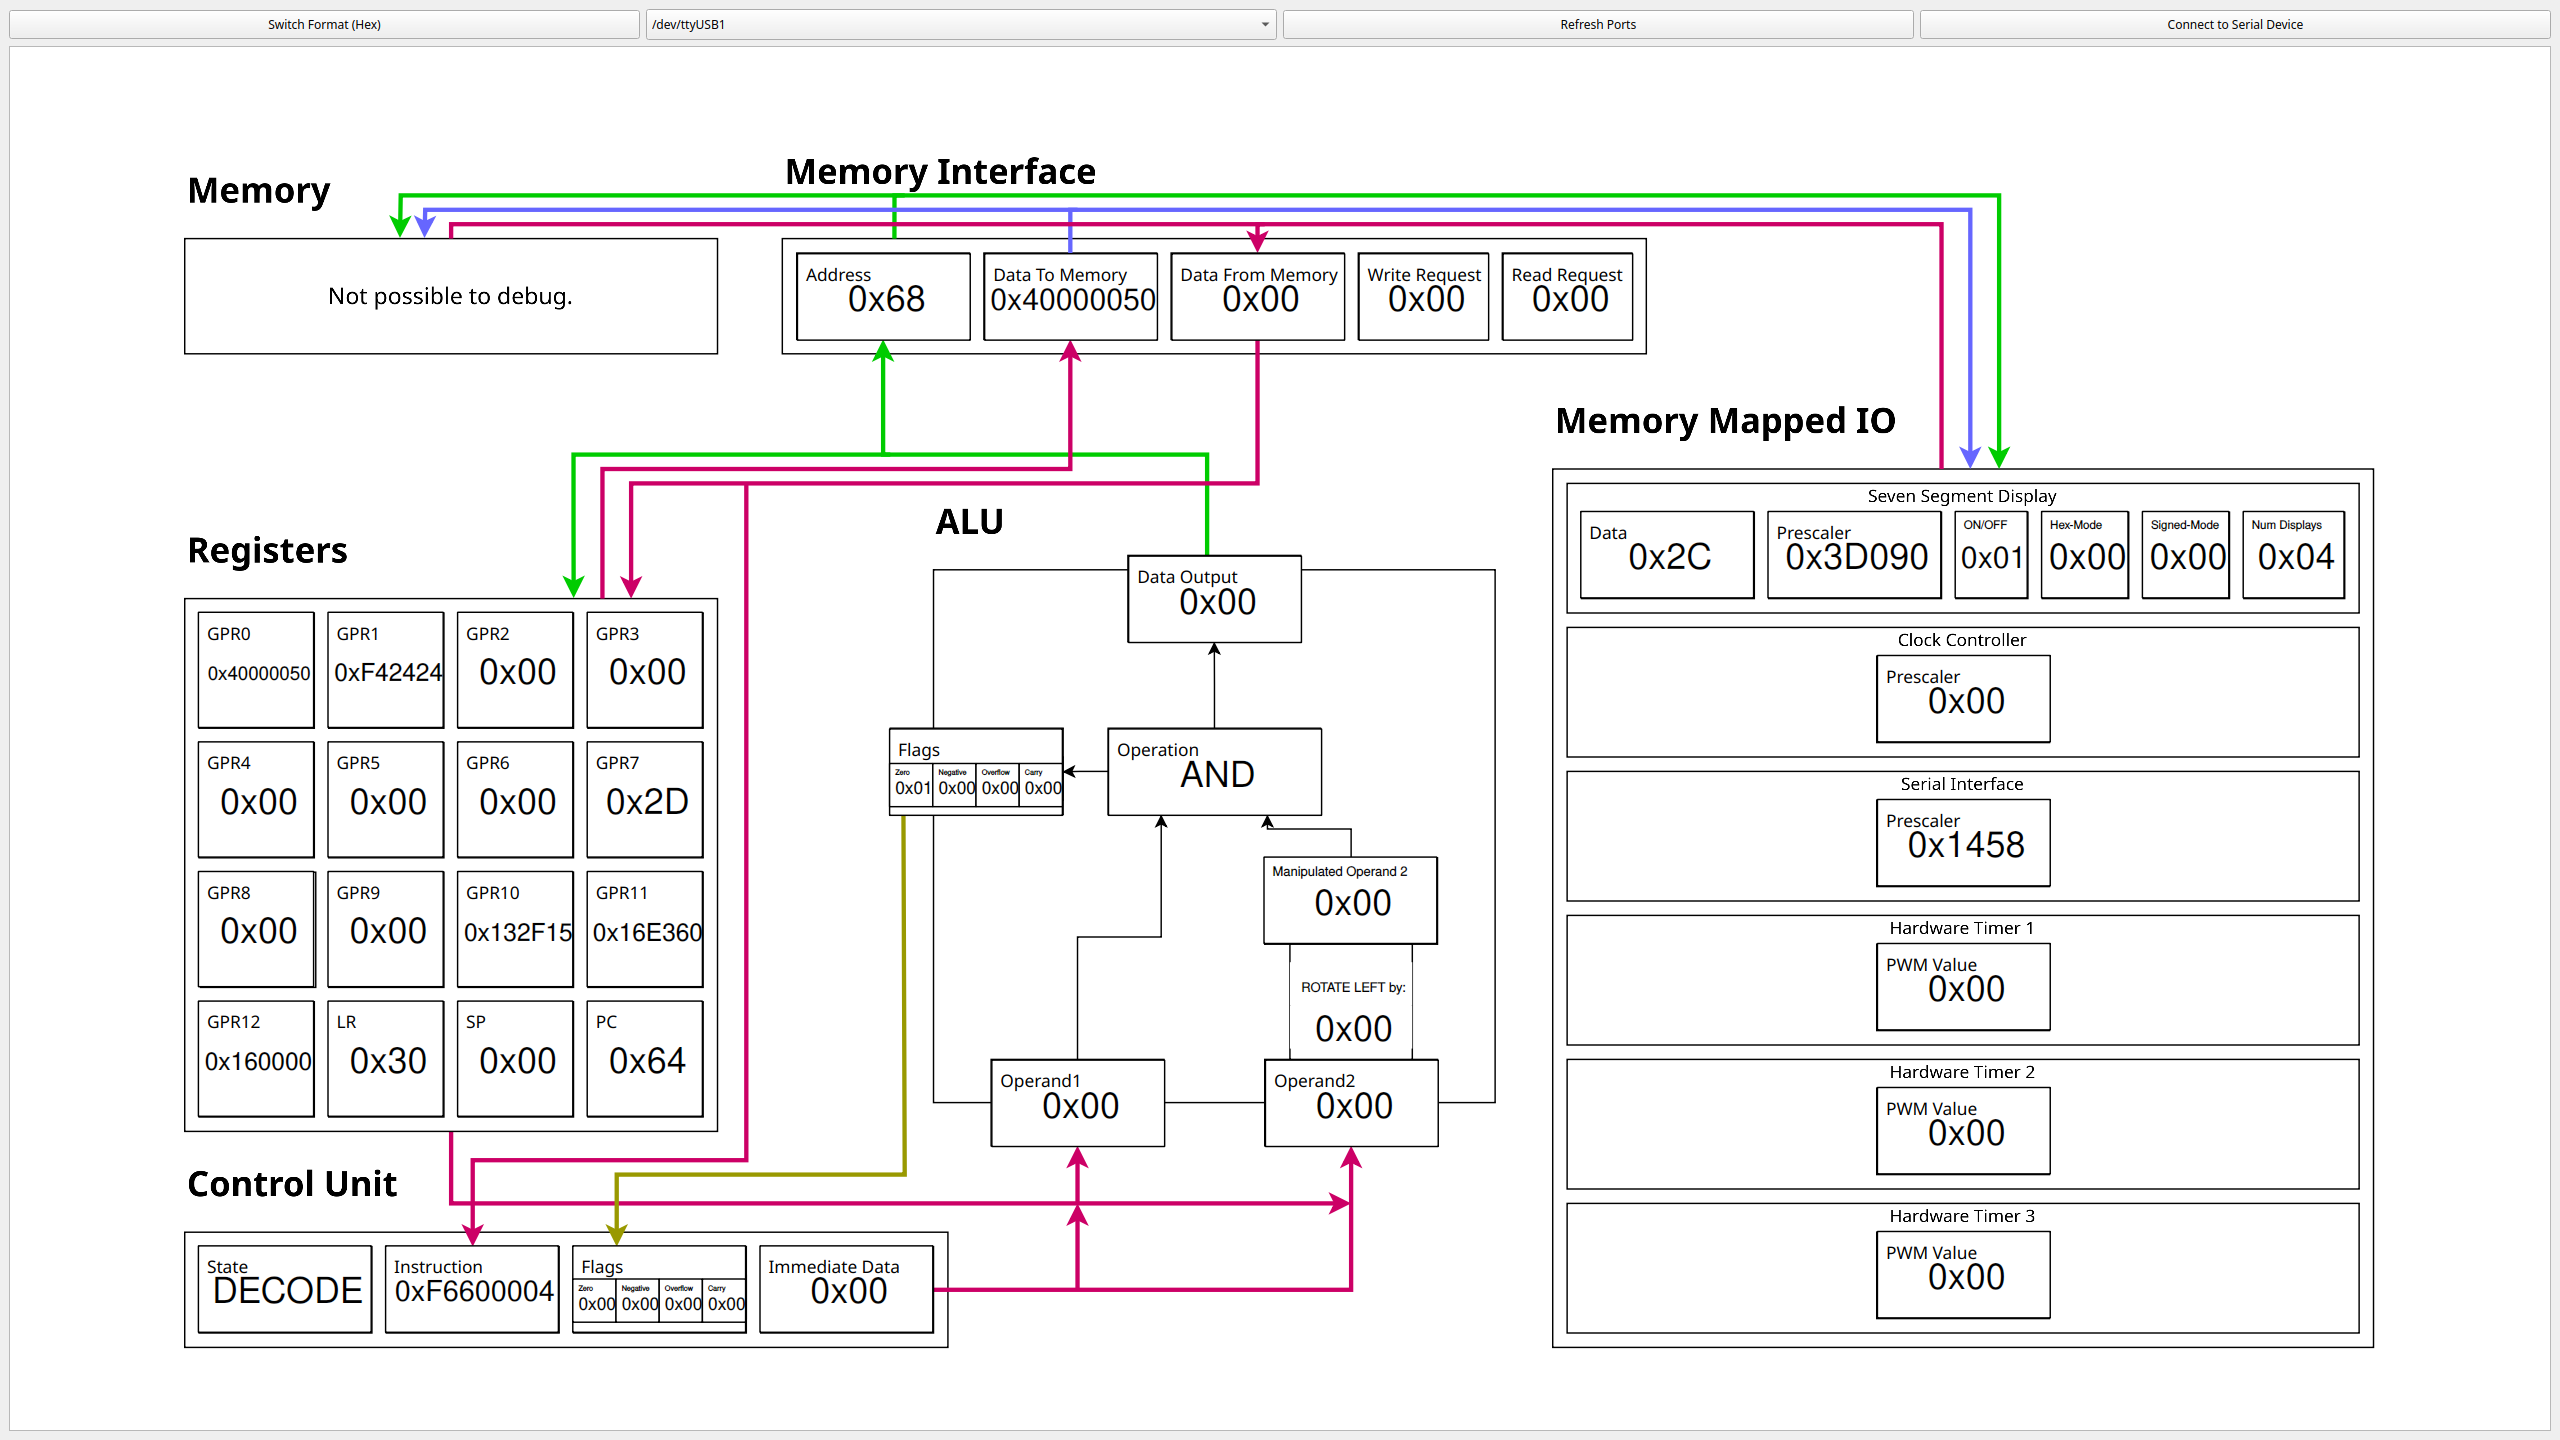 Switch Format (Hex)
/dev/ttyUSB1
Refresh Ports
Connect to Serial Device
Memory
Not possible to debug.
Memory Interface
Address
0x68
Data To Memory
0x40000050
Data From Memory
0x00
Write Request
0x00
Read Request
0x00
Registers
GPR0
0x40000050
GPR1
0xF42424
GPR2
0x00
GPR3
0x00
GPR4
0x00
GPR5
0x00
GPR6
0x00
GPR7
0x2D
GPR8
0x00
GPR9
0x00
GPR10
0x132F15
GPR11
0x16E360
GPR12
0x160000
LR
0x30
SP
0x00
PC
0x64
ALU
Data Output
0x00
Flags
Zero
0x01
Negative
0x00
Overflow
0x00
Carry
0x00
Operation
AND
Manipulated Operand 2
0x00
ROTATE LEFT by:
0x00
Operand1
0x00
Operand2
0x00
Control Unit
State
DECODE
Instruction
0xF6600004
Flags
Zero
0x00
Negative
0x00
Overflow
0x00
Carry
0x00
Immediate Data
0x00
Memory Mapped IO
Seven Segment Display
Data
0x2C
Prescaler
0x3D090
ON/OFF
0x01
Hex-Mode
0x00
Signed-Mode
0x00
Num Displays
0x04
Clock Controller
Prescaler
0x00
Serial Interface
Prescaler
0x1458
Hardware Timer 1
PWM Value
0x00
Hardware Timer 2
PWM Value
0x00
Hardware Timer 3
PWM Value
0x00